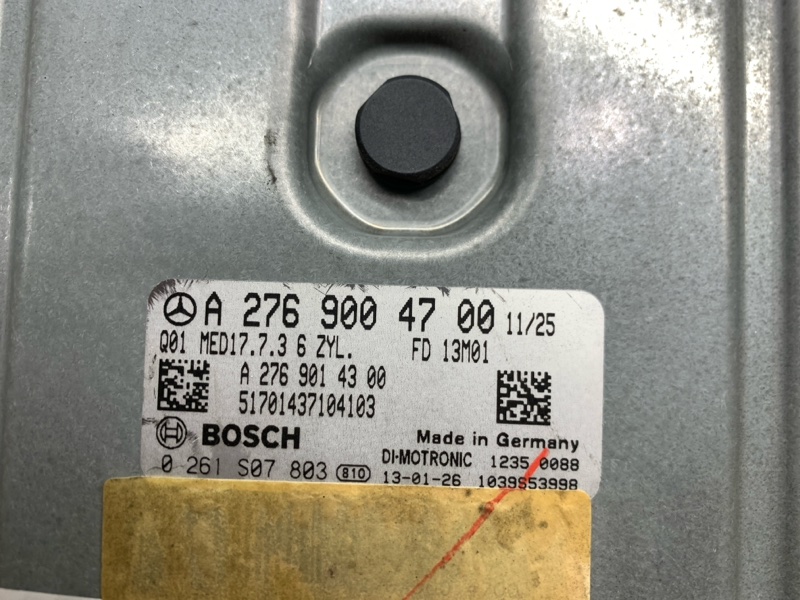 A 276 900 47 00 11/25
Q01 MED17.7.3 6 ZYL. FD 13M01
A 276 901 43 00
51701437104103
BOSCH Made in Germany
DI-MOTRONIC 1235 0088
0 261 S07 803 810 13-01-26 1039S53998